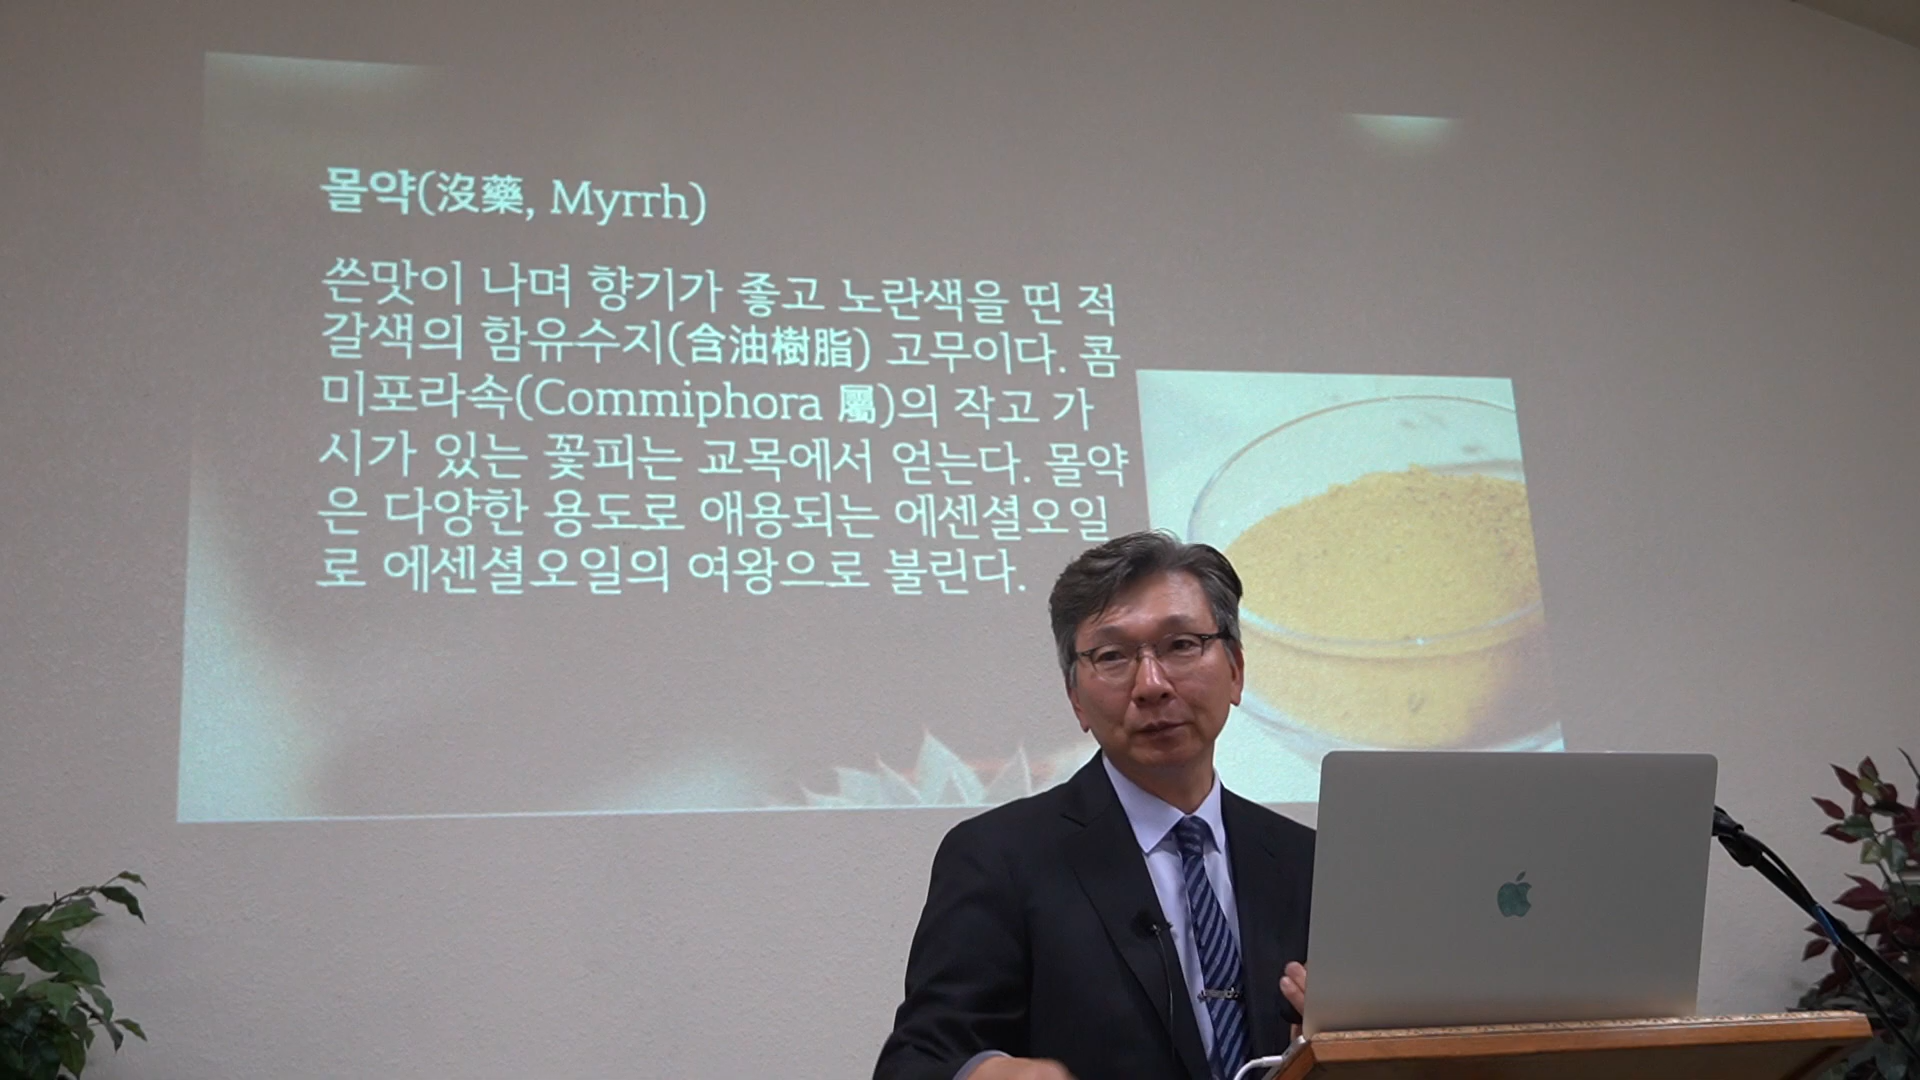 몰약(沒藥, Myrrh)
쓴맛이 나며 향기가 좋고 노란색을 띤 적
갈색의 함유수지(含油樹脂) 고무이다. 콤
미포라속(Commiphora 屬)의 작고 가
시가 있는 꽃피는 교목에서 얻는다. 몰약
은 다양한 용도로 애용되는 에센셜오일
로 에센셜오일의 여왕으로 불린다.